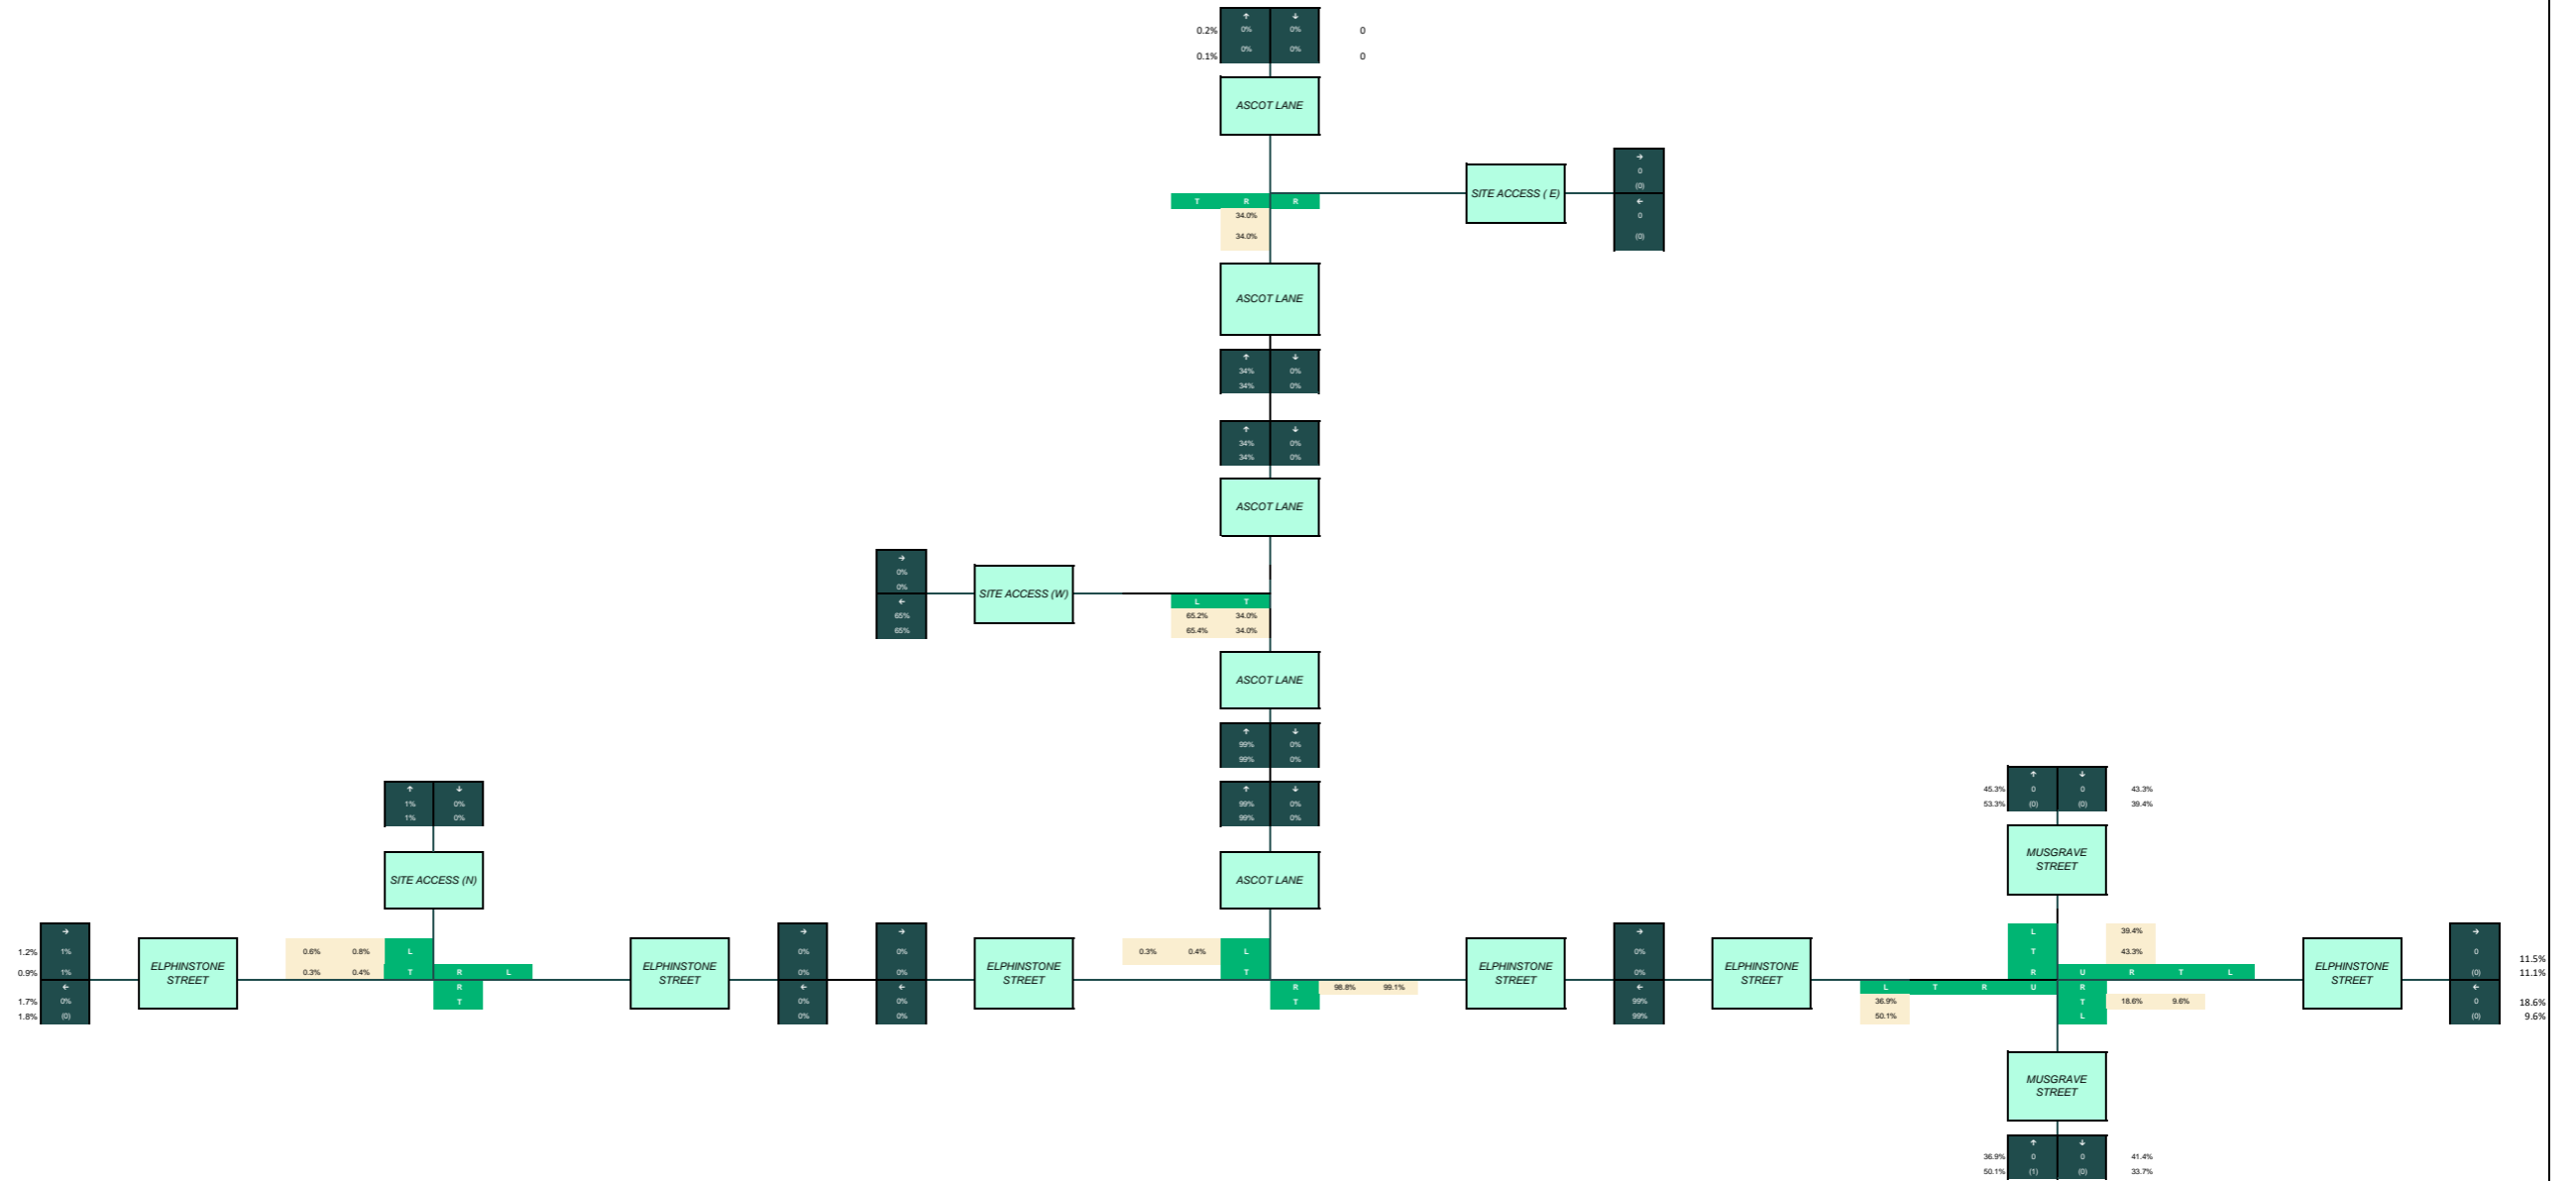 ↑ ↓
0.2% 0% 0% 0
0.1% 0% 0% 0
ASCOT LANE
→
0
(0)
SITE ACCESS ( E)
←
0
(0)
T R R
34.0%
34.0%
ASCOT LANE
↑ ↓
34% 0%
34% 0%
↑ ↓
34% 0%
34% 0%
ASCOT LANE
→
0%
0%
SITE ACCESS (W)
←
65%
65%
L T
65.2% 34.0%
65.4% 34.0%
ASCOT LANE
↑ ↓
99% 0%
99% 0%
↑ ↓
1% 0%
1% 0%
SITE ACCESS (N)
↑ ↓
99% 0%
99% 0%
ASCOT LANE
↑ ↓
45.3% 0 0 43.3%
53.3% (0) (0) 39.4%
MUSGRAVE
STREET
→
1.2% 1%
0.9% 1%
←
1.7% 0%
1.8% (0)
ELPHINSTONE
STREET
0.6% 0.8% L
0.3% 0.4% T R L
R
T
ELPHINSTONE
STREET
→ →
0% 0%
0% 0%
← ←
0% 0%
0% 0%
ELPHINSTONE
STREET
0.3% 0.4% L
T
R 98.8% 99.1%
T
ELPHINSTONE
STREET
→
0%
0%
←
99%
99%
ELPHINSTONE
STREET
L 39.4%
T 43.3%
R U R T L
L T R U R
36.9% T 18.6% 9.6%
50.1% L
ELPHINSTONE
STREET
→
0 11.5%
(0) 11.1%
←
0 18.6%
(0) 9.6%
MUSGRAVE
STREET
↑ ↓
36.9% 0 0 41.4%
50.1% (1) (0) 33.7%